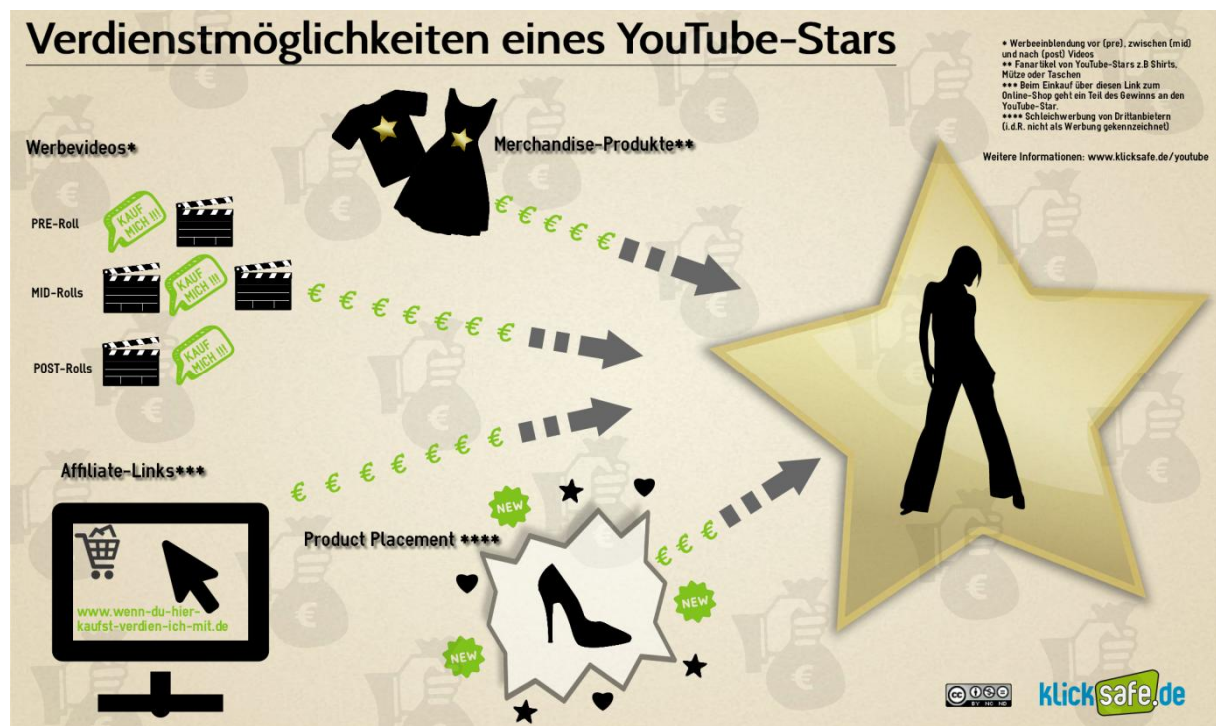 Verdienstmöglichkeiten eines YouTube-Stars
* Werbeeinblendung vor (pre), zwischen (mid)
und nach (post) Videos
** Fanartikel von YouTube-Stars z.B Shirts,
Mütze oder Taschen
*** Beim Einkauf über diesen Link zum
Online-Shop geht ein Teil des Gewinns an den
YouTube-Star.
**** Schleichwerbung von Drittanbietern
(i.d.R. nicht als Werbung gekennzeichnet)
Weitere Informationen: www.klicksafe.de/youtube
Werbevideos*
PRE-Roll
KAUF
MICH !!!
MID-Rolls
KAUF
MICH !!!
POST-Rolls
KAUF
MICH !!!
Merchandise-Produkte**
€ € € € €
€ € € € € € €
Affiliate-Links***
€ € € € € € €
www.wenn-du-hier-
kaufst-verdien-ich-mit.de
Product Placement ****
NEW
NEW
NEW
€ € €
cc BY NC ND
klicksafe.de